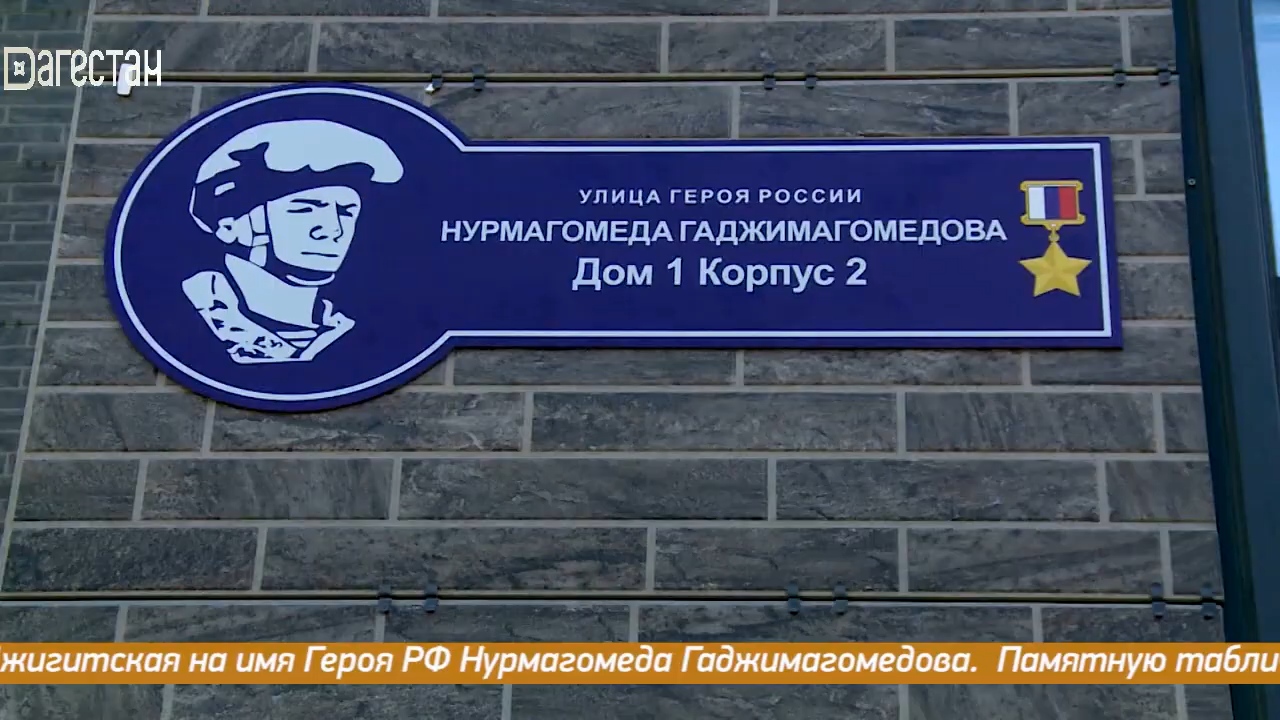 Дагестан
УЛИЦА ГЕРОЯ РОССИИ
НУРМАГОМЕДА ГАДЖИМАГОМЕДОВА
Дом 1 Корпус 2
жигитская на имя Героя РФ Нурмагомеда Гаджимагомедова. Памятную табли